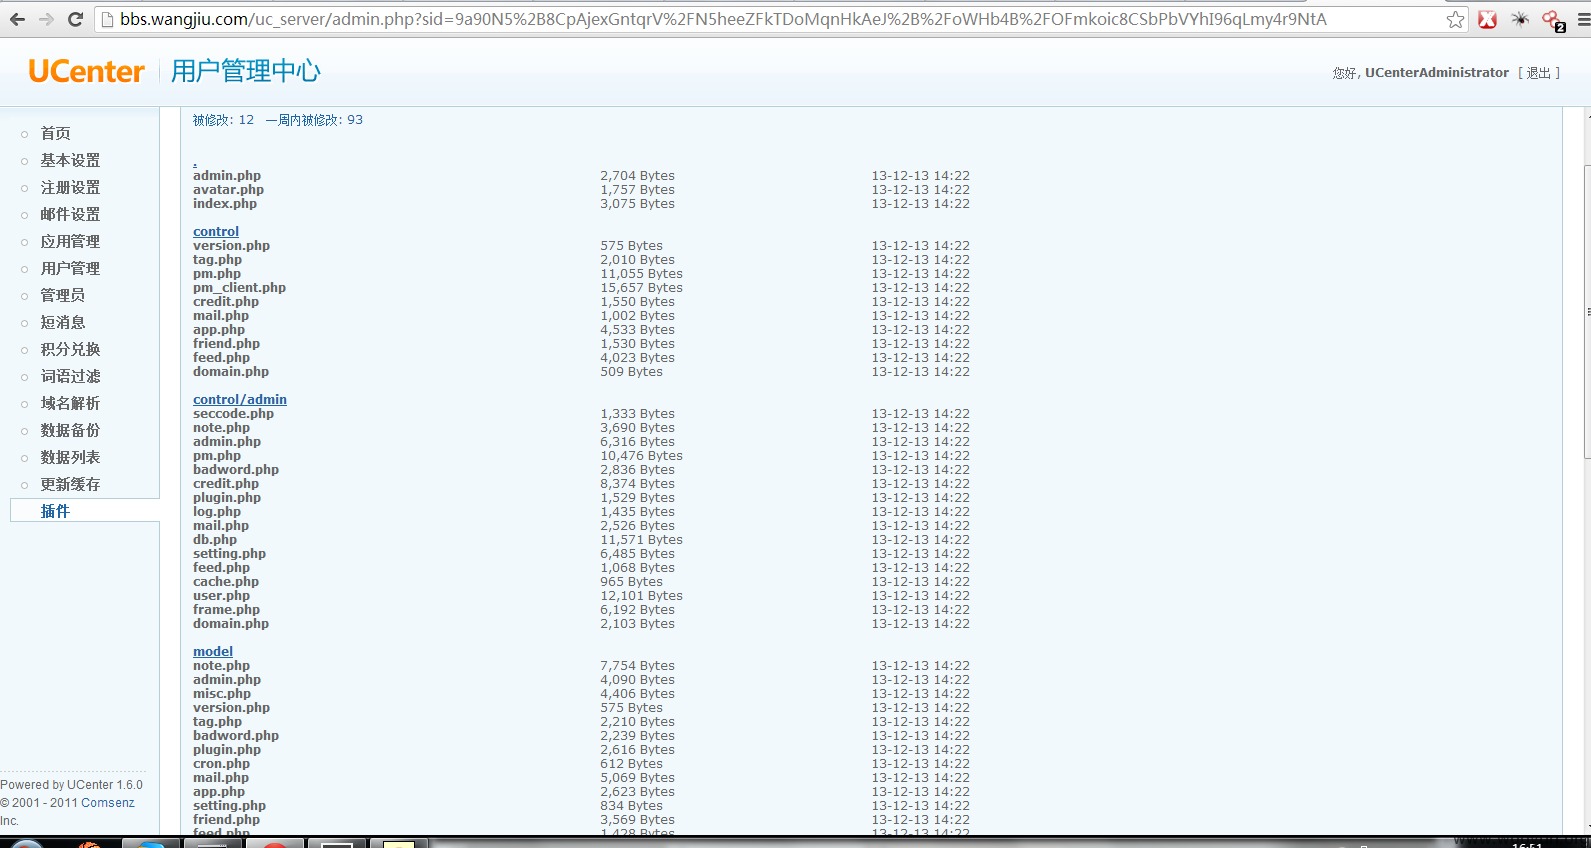 bbs.wangjiu.com/uc_server/admin.php?sid=9a90N5%2B8CpAjexGntqrV%2FN5heeZFkTDoMqnHkAeJ%2B%2FoWHb4B%2FOFmkoic8CSbPbVYhI96qLmy4r9NtA
2
UCenter 用户管理中心 您好, UCenterAdministrator [ 退出 ]
首页
基本设置
注册设置
邮件设置
应用管理
用户管理
管理员
短消息
积分兑换
词语过滤
域名解析
数据备份
数据列表
更新缓存
插件
Powered by UCenter 1.6.0
© 2001 - 2011 Comsenz
Inc.
被修改: 12 一周内被修改: 93
.
admin.php 2,704 Bytes 13-12-13 14:22
avatar.php 1,757 Bytes 13-12-13 14:22
index.php 3,075 Bytes 13-12-13 14:22
control
version.php 575 Bytes 13-12-13 14:22
tag.php 2,010 Bytes 13-12-13 14:22
pm.php 11,055 Bytes 13-12-13 14:22
pm_client.php 15,657 Bytes 13-12-13 14:22
credit.php 1,550 Bytes 13-12-13 14:22
mail.php 1,002 Bytes 13-12-13 14:22
app.php 4,533 Bytes 13-12-13 14:22
friend.php 1,530 Bytes 13-12-13 14:22
feed.php 4,023 Bytes 13-12-13 14:22
domain.php 509 Bytes 13-12-13 14:22
control/admin
seccode.php 1,333 Bytes 13-12-13 14:22
note.php 3,690 Bytes 13-12-13 14:22
admin.php 6,316 Bytes 13-12-13 14:22
pm.php 10,476 Bytes 13-12-13 14:22
badword.php 2,836 Bytes 13-12-13 14:22
credit.php 8,374 Bytes 13-12-13 14:22
plugin.php 1,529 Bytes 13-12-13 14:22
log.php 1,435 Bytes 13-12-13 14:22
mail.php 2,526 Bytes 13-12-13 14:22
db.php 11,571 Bytes 13-12-13 14:22
setting.php 6,485 Bytes 13-12-13 14:22
feed.php 1,068 Bytes 13-12-13 14:22
cache.php 965 Bytes 13-12-13 14:22
user.php 12,101 Bytes 13-12-13 14:22
frame.php 6,192 Bytes 13-12-13 14:22
domain.php 2,103 Bytes 13-12-13 14:22
model
note.php 7,754 Bytes 13-12-13 14:22
admin.php 4,090 Bytes 13-12-13 14:22
misc.php 4,406 Bytes 13-12-13 14:22
version.php 575 Bytes 13-12-13 14:22
tag.php 2,210 Bytes 13-12-13 14:22
badword.php 2,239 Bytes 13-12-13 14:22
plugin.php 2,616 Bytes 13-12-13 14:22
cron.php 612 Bytes 13-12-13 14:22
mail.php 5,069 Bytes 13-12-13 14:22
app.php 2,623 Bytes 13-12-13 14:22
setting.php 834 Bytes 13-12-13 14:22
friend.php 3,569 Bytes 13-12-13 14:22
feed.php 1,428 Bytes 13-12-13 14:22
16:51